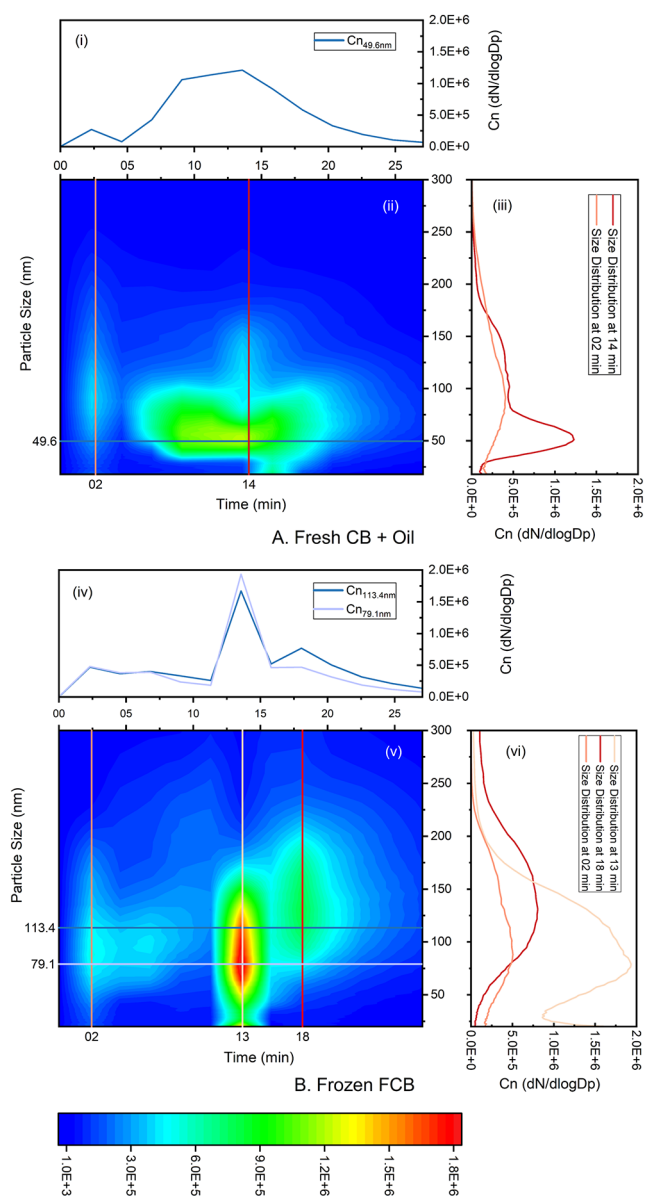 (i)
Cn49.6nm
2.0E+6
1.5E+6
1.0E+6
5.0E+5
0.0E+0
Cn (dN/dlogDp)
00
05
10
15
20
25
(ii)
300
250
200
150
100
50
Particle Size (nm)
49.6
02
14
Time (min)
(iii)
Size Distribution at 14 min
Size Distribution at 02 min
0.0E+0
5.0E+5
1.0E+6
1.5E+6
2.0E+6
Cn (dN/dlogDp)
A. Fresh CB + Oil
(iv)
Cn113.4nm
Cn79.1nm
2.0E+6
1.5E+6
1.0E+6
5.0E+5
0.0E+0
Cn (dN/dlogDp)
00
05
10
15
20
25
(v)
300
250
200
150
100
50
Particle Size (nm)
113.4
79.1
02
13
18
Time (min)
(vi)
Size Distribution at 13 min
Size Distribution at 18 min
Size Distribution at 02 min
0.0E+0
5.0E+5
1.0E+6
1.5E+6
2.0E+6
Cn (dN/dlogDp)
B. Frozen FCB
1.0E+3
3.0E+5
6.0E+5
9.0E+5
1.2E+6
1.5E+6
1.8E+6